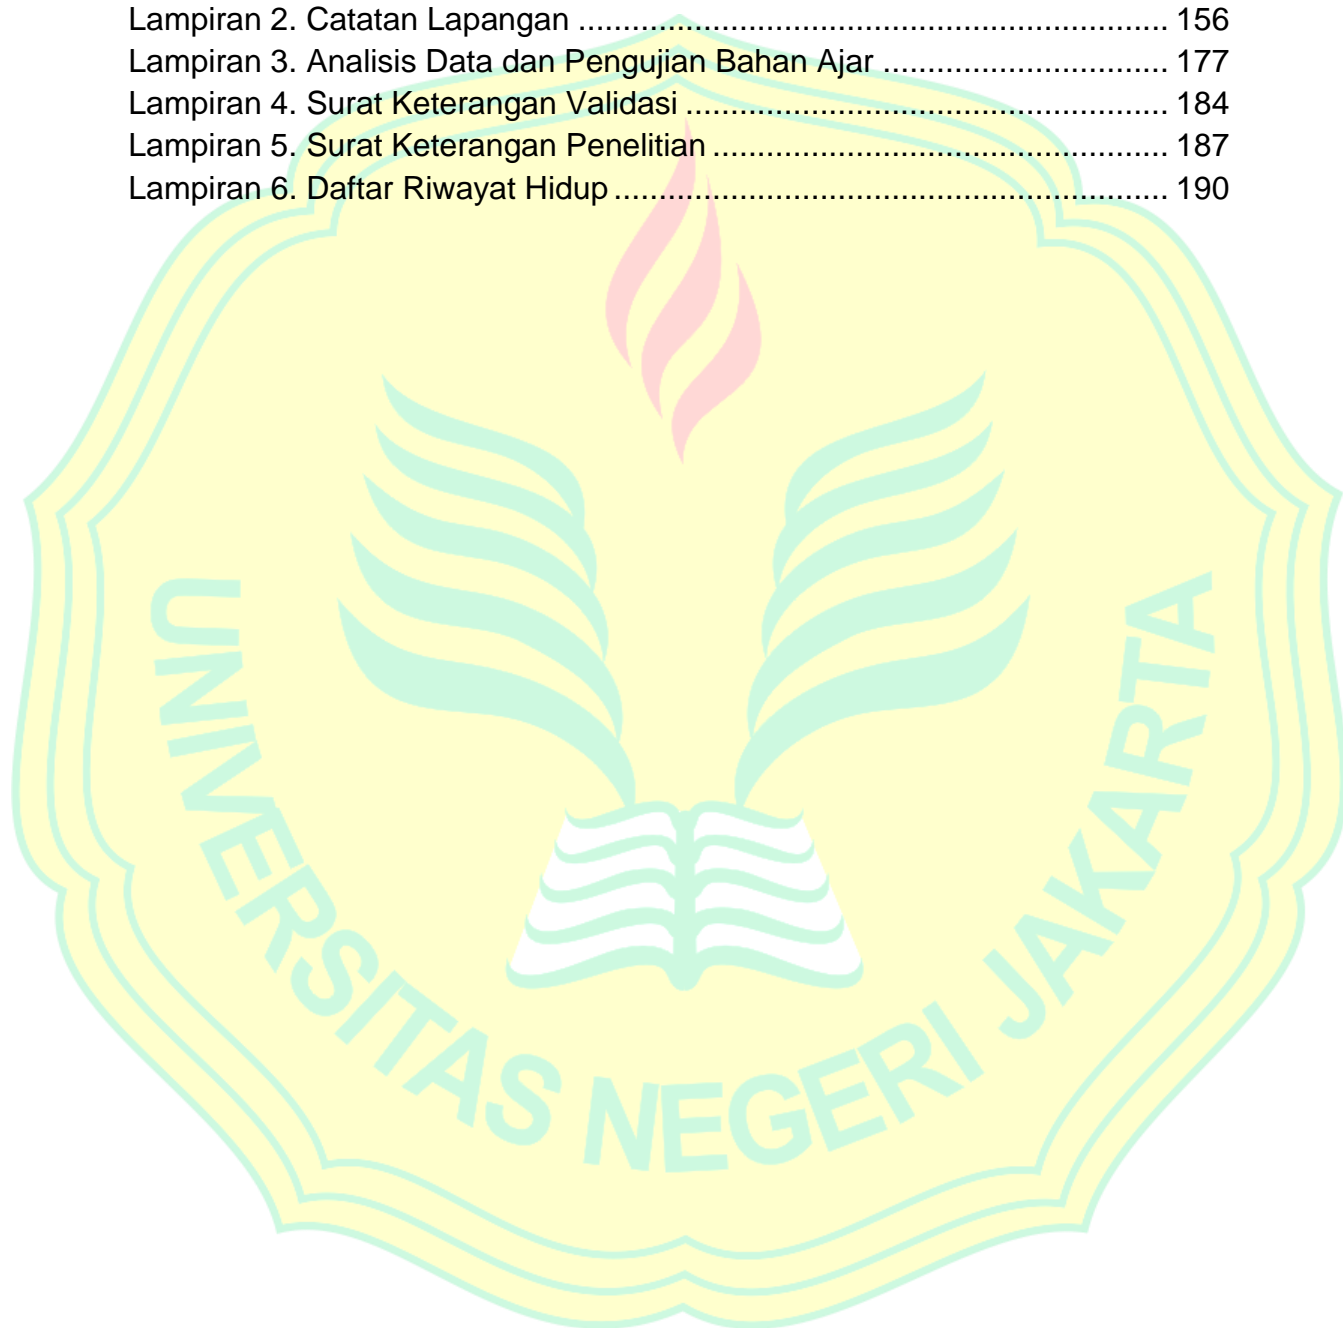 Lampiran 2. Catatan Lapangan ................................................................. 156
Lampiran 3. Analisis Data dan Pengujian Bahan Ajar ................................ 177
Lampiran 4. Surat Keterangan Validasi ..................................................... 184
Lampiran 5. Surat Keterangan Penelitian .................................................. 187
Lampiran 6. Daftar Riwayat Hidup ............................................................. 190
UNIVERSITAS NEGERI JAKARTA